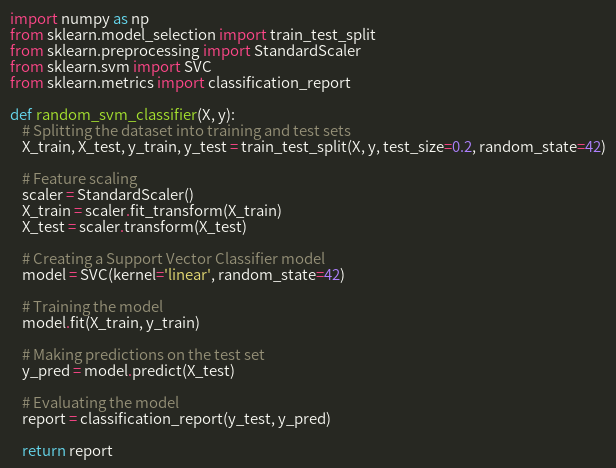 import numpy as np
from sklearn.model_selection import train_test_split
from sklearn.preprocessing import StandardScaler
from sklearn.svm import SVC
from sklearn.metrics import classification_report

def random_svm_classifier(X, y):
    # Splitting the dataset into training and test sets
    X_train, X_test, y_train, y_test = train_test_split(X, y, test_size=0.2, random_state=42)

    # Feature scaling
    scaler = StandardScaler()
    X_train = scaler.fit_transform(X_train)
    X_test = scaler.transform(X_test)

    # Creating a Support Vector Classifier model
    model = SVC(kernel='linear', random_state=42)

    # Training the model
    model.fit(X_train, y_train)

    # Making predictions on the test set
    y_pred = model.predict(X_test)

    # Evaluating the model
    report = classification_report(y_test, y_pred)

    return report